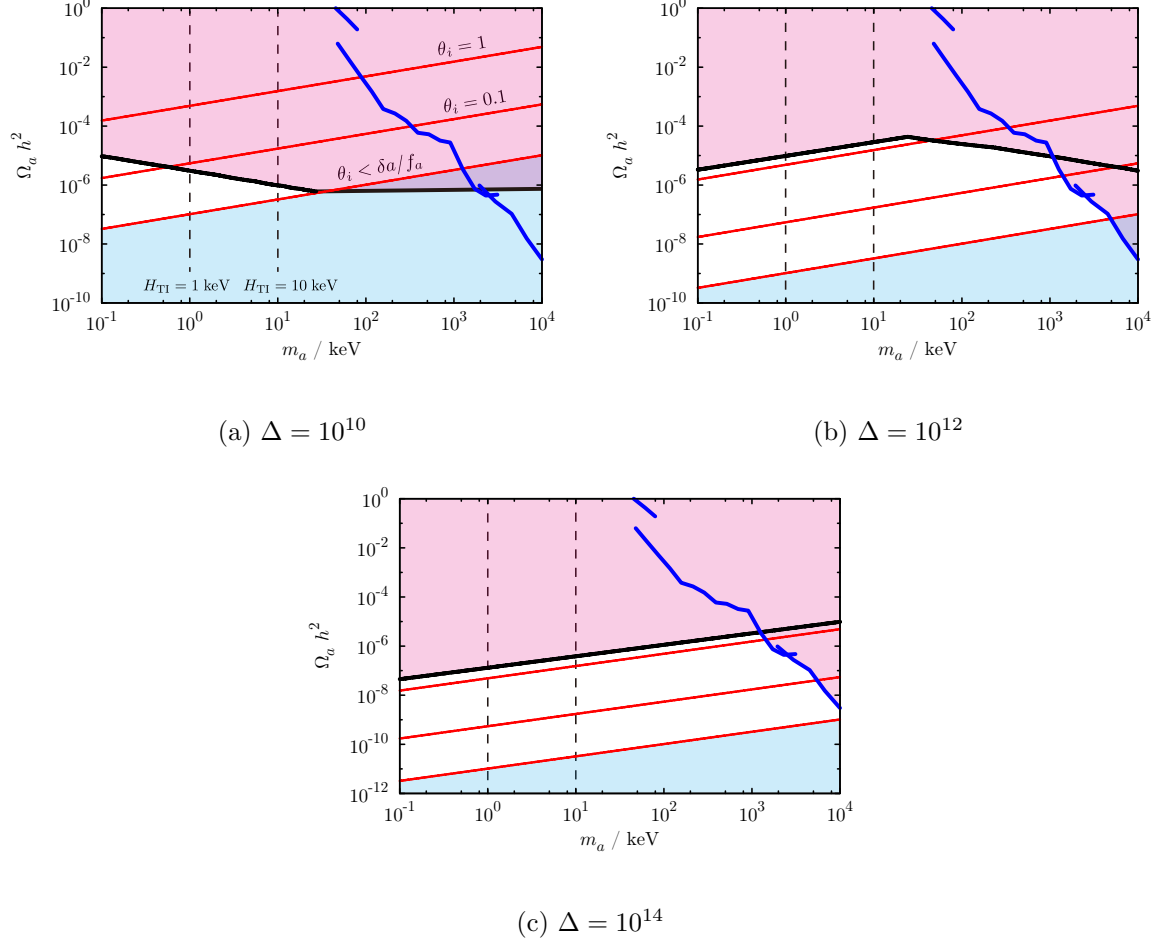 10^0
10^-2
10^-4
10^-6
10^-8
10^-10
Ω_a h^2
θ_i = 1
θ_i = 0.1
θ_i < δa/f_a
H_TI = 1 keV H_TI = 10 keV
10^-1 10^0 10^1 10^2 10^3 10^4
m_a / keV
(a) Δ = 10^10
10^0
10^-2
10^-4
10^-6
10^-8
10^-10
Ω_a h^2
10^-1 10^0 10^1 10^2 10^3 10^4
m_a / keV
(b) Δ = 10^12
10^0
10^-2
10^-4
10^-6
10^-8
10^-10
10^-12
Ω_a h^2
10^-1 10^0 10^1 10^2 10^3 10^4
m_a / keV
(c) Δ = 10^14